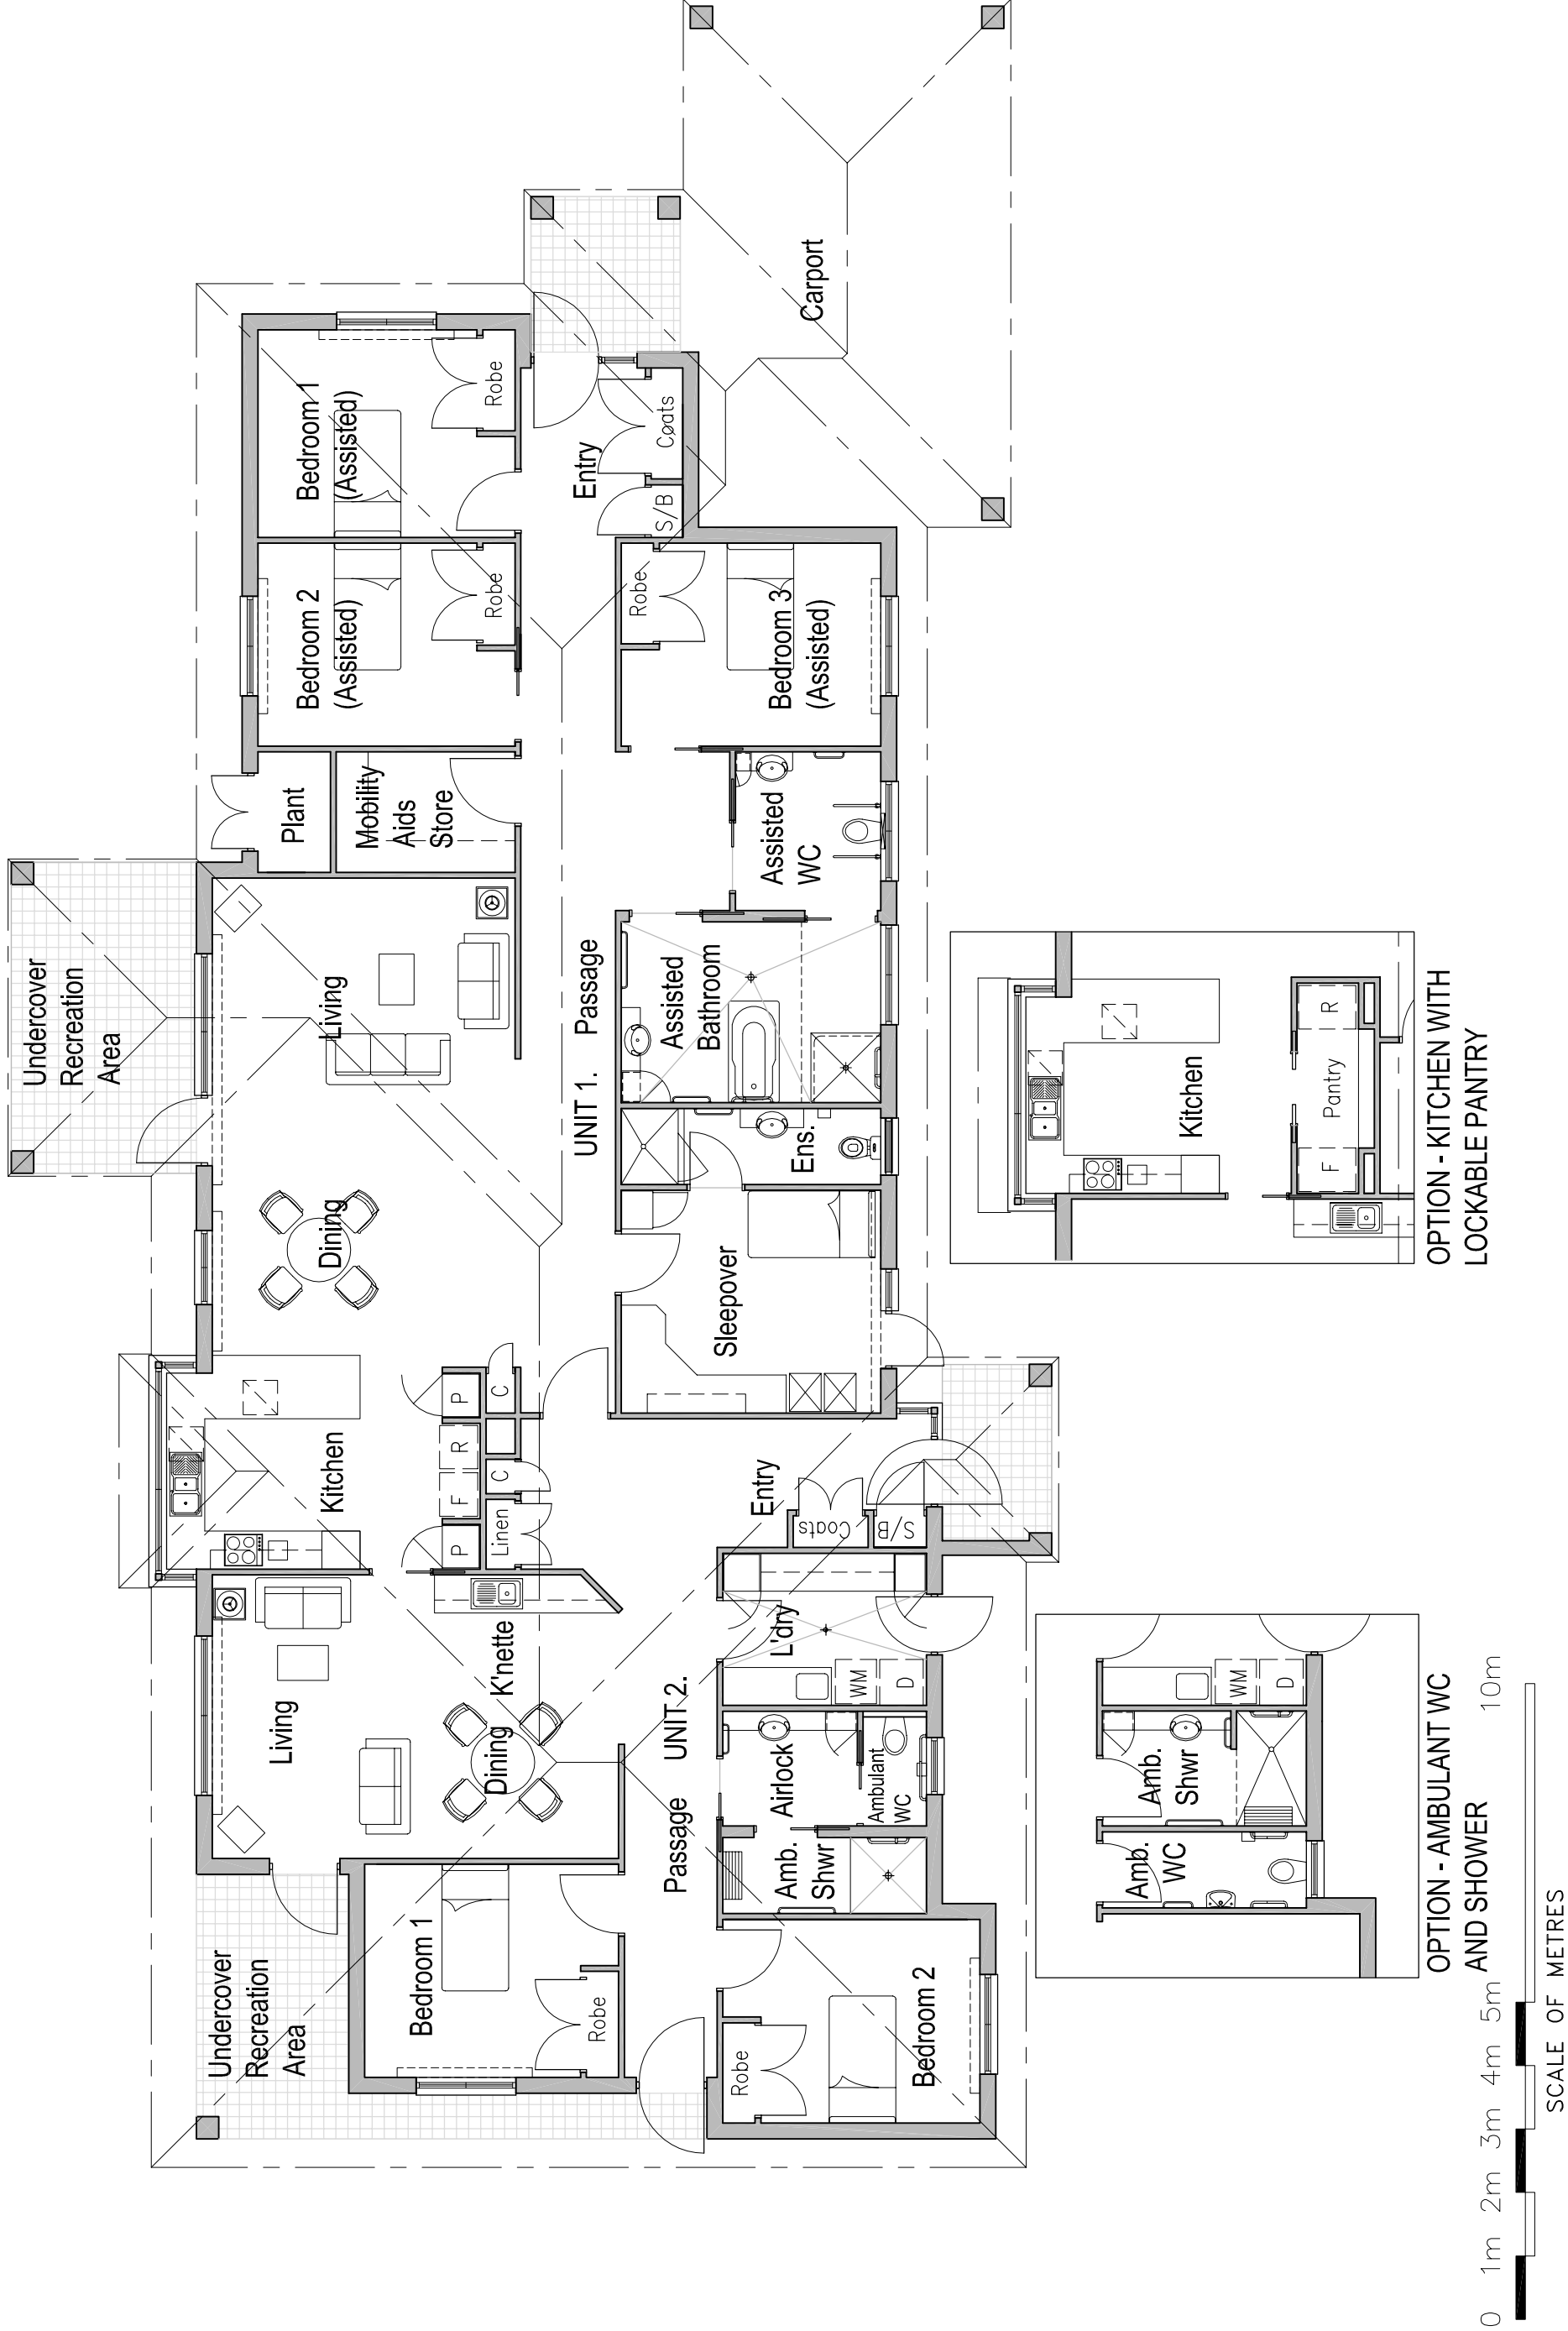 Undercover
Recreation
Area
Living
Dining
Kitchen
Living
Undercover
Recreation
Area
Plant
Mobility
Aids
Store
Bedroom 2
(Assisted)
Robe
Bedroom 1
(Assisted)
Robe
P
R
F
P
C
C
Linen
K'nette
Dining
Bedroom 1
Robe
UNIT 1.
Passage
Entry
Coats
S/B
Carport
Passage
UNIT 2.
Entry
Coats
S/B
Sleepover
Ens.
Assisted
Bathroom
Assisted
WC
Robe
Bedroom 3
(Assisted)
Robe
Bedroom 2
Amb.
Shwr
Airlock
Ambulant
WC
L'dry
WM
D
Amb.
WC
Amb.
Shwr
WM
D
OPTION - AMBULANT WC
AND SHOWER
Kitchen
F
Pantry
R
OPTION - KITCHEN WITH
LOCKABLE PANTRY
0 1m 2m 3m 4m 5m 10m
SCALE OF METRES